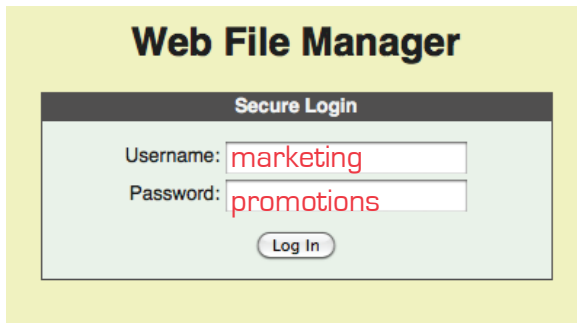 Web File Manager
Secure Login
Username: marketing
Password: promotions
Log In